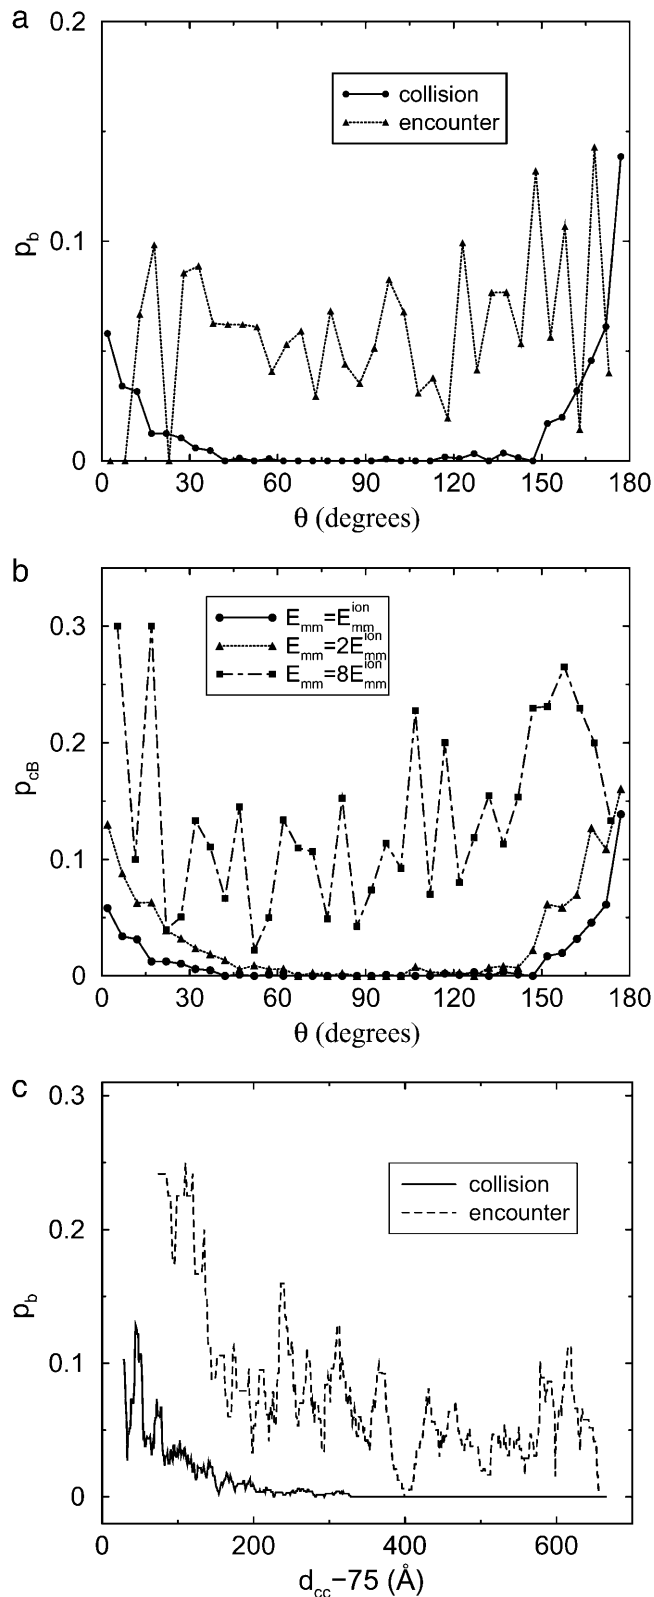 a
0.2
collision
encounter
p_b
0.1
0
0 30 60 90 120 150 180
θ (degrees)
b
0.3
E_mm=E_mm^ion
E_mm=2E_mm^ion
E_mm=8E_mm^ion
0.2
p_cB
0.1
0
0 30 60 90 120 150 180
θ (degrees)
c
0.3
collision
encounter
0.2
p_b
0.1
0
0 200 400 600
d_cc−75 (Å)